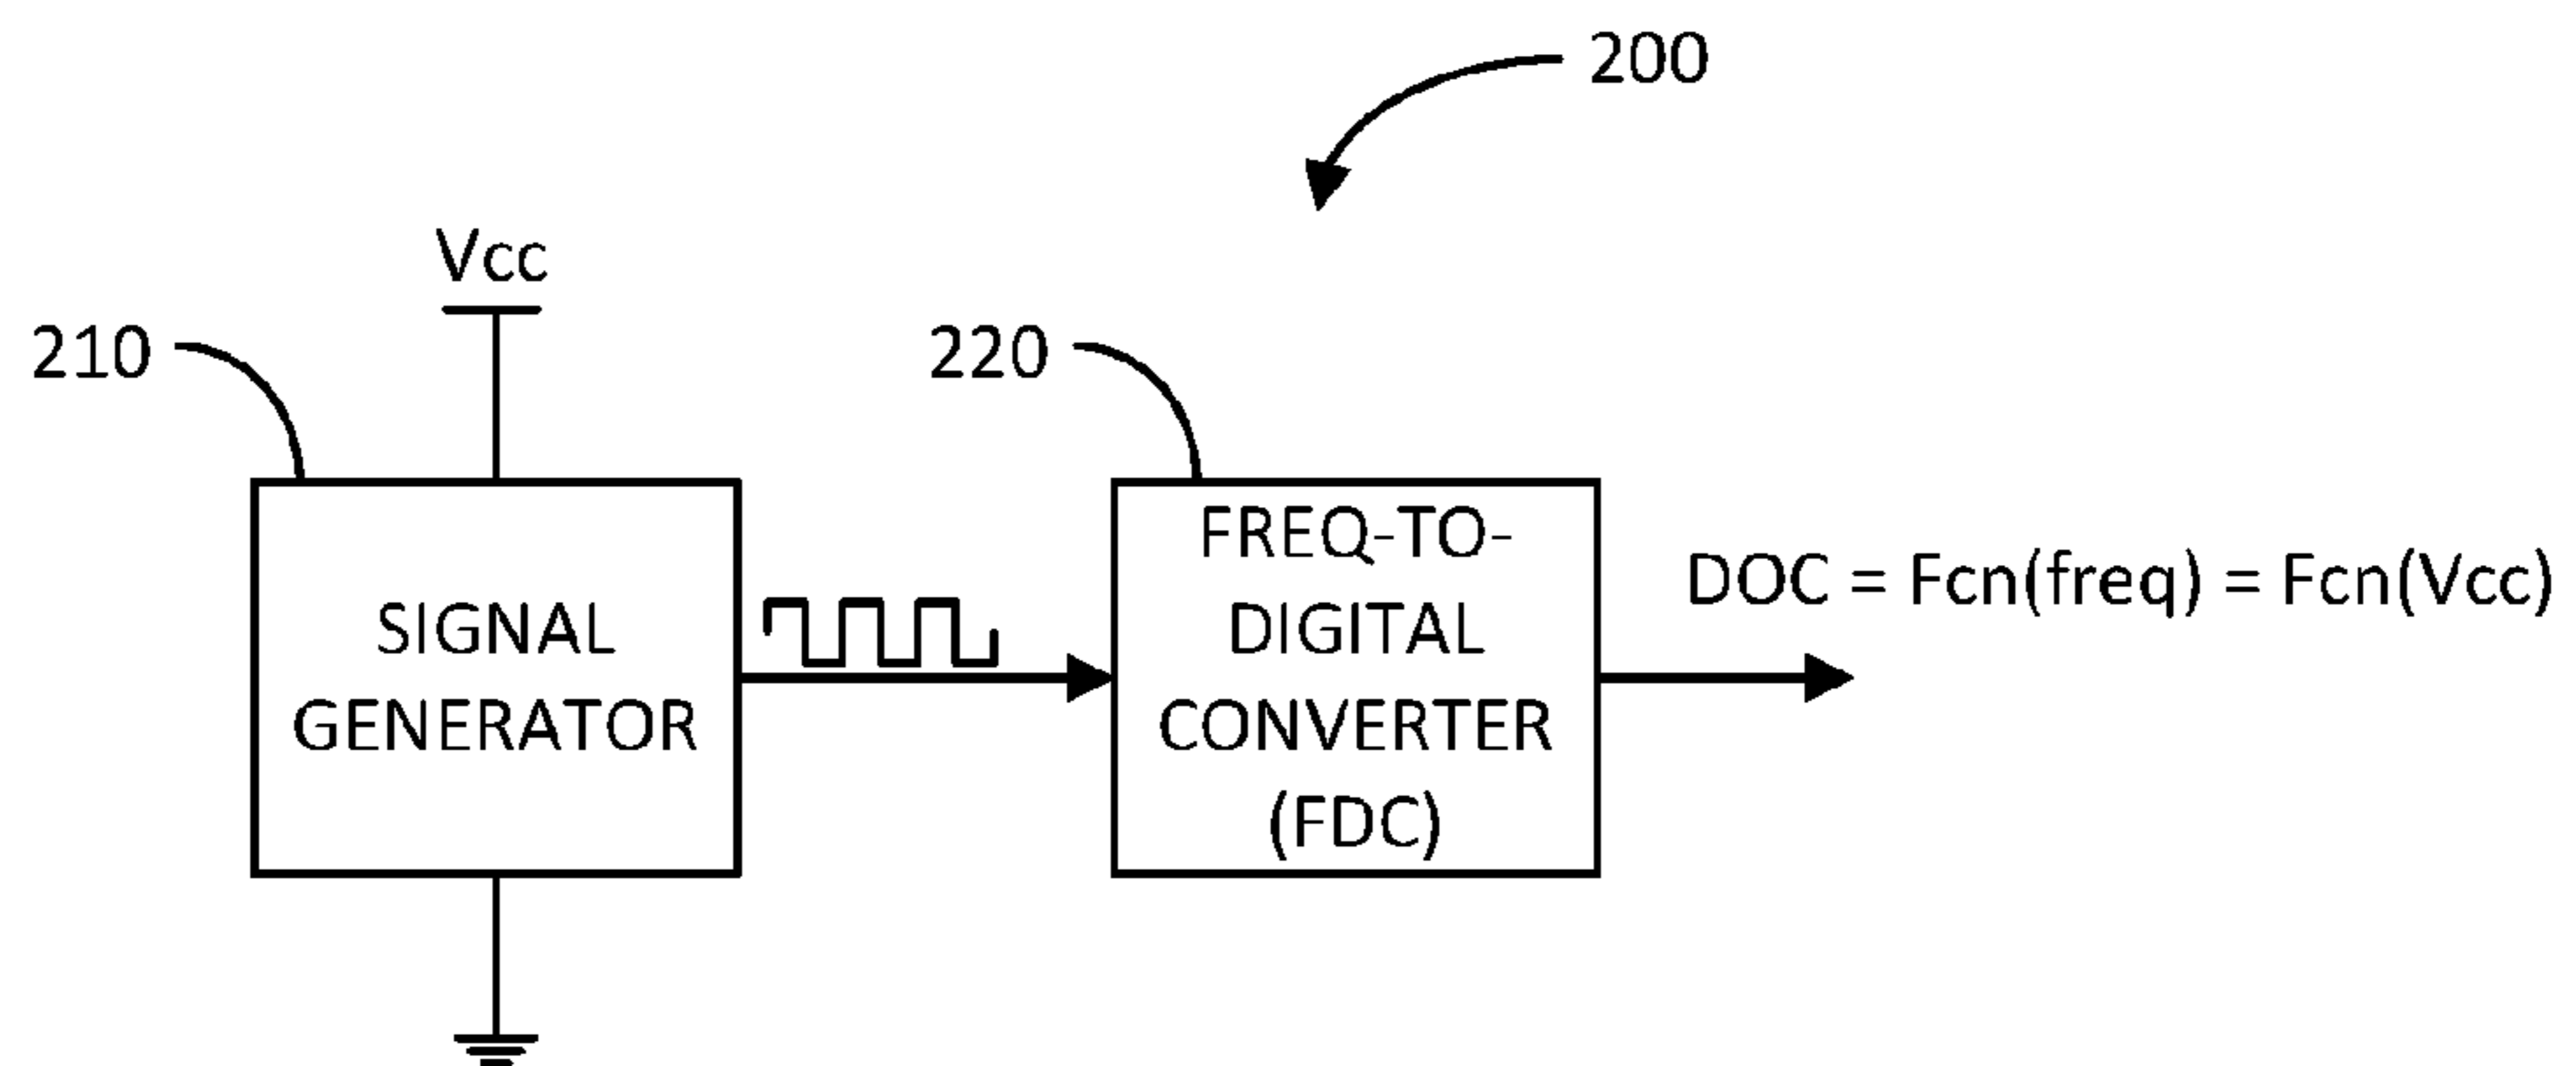 200
Vcc
210
220
SIGNAL
GENERATOR
FREQ-TO-
DIGITAL
CONVERTER
(FDC)
DOC = Fcn(freq) = Fcn(Vcc)